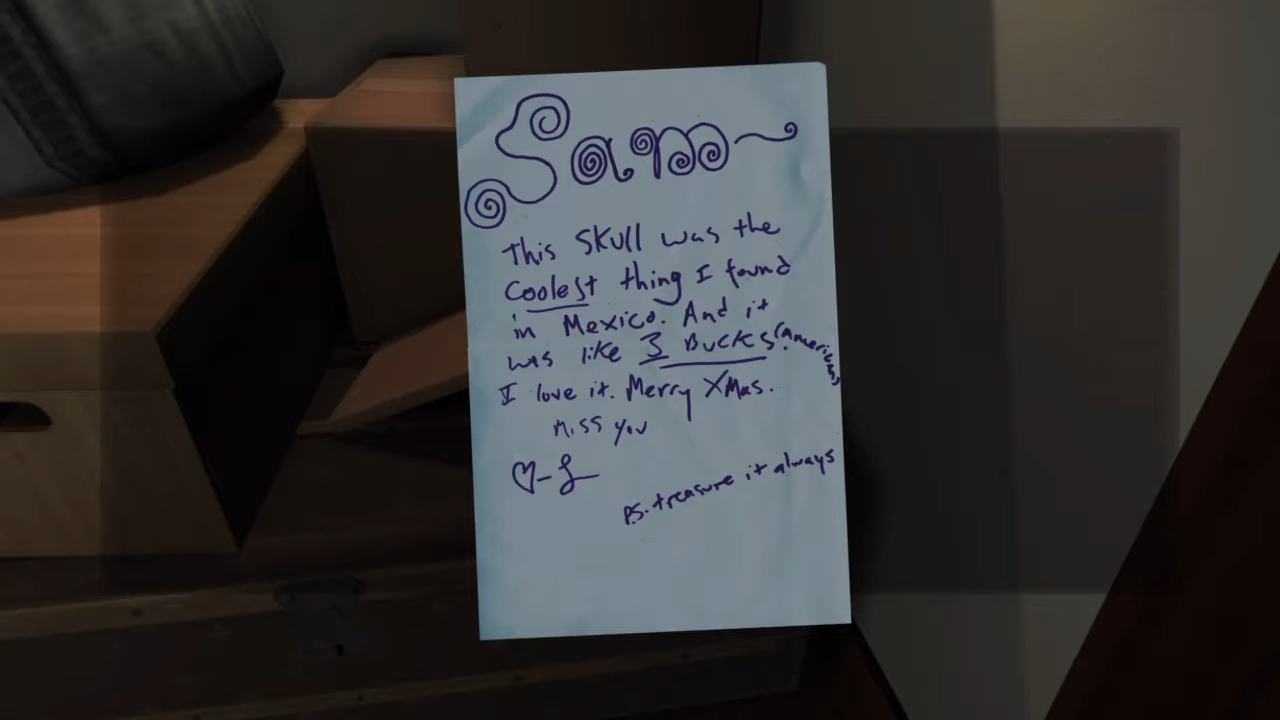 Sam
This Skull was the
coolest thing I found
in Mexico. And it
was like 3 Bucks. (American)
I love it. Merry XMas.
Miss you
♡-L
P.S. treasure it always